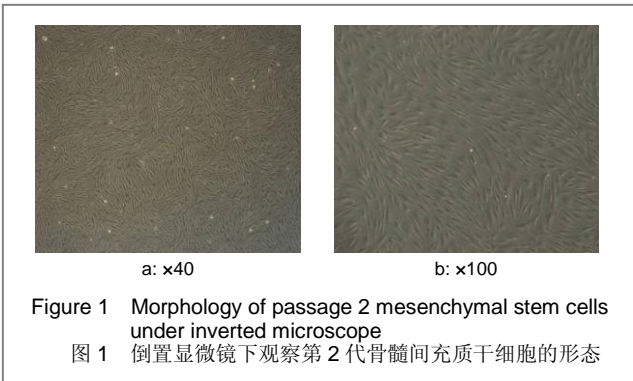 a: ×40
b: ×100
Figure 1 Morphology of passage 2 mesenchymal stem cells
under inverted microscope
图 1 倒置显微镜下观察第 2 代骨髓间充质干细胞的形态